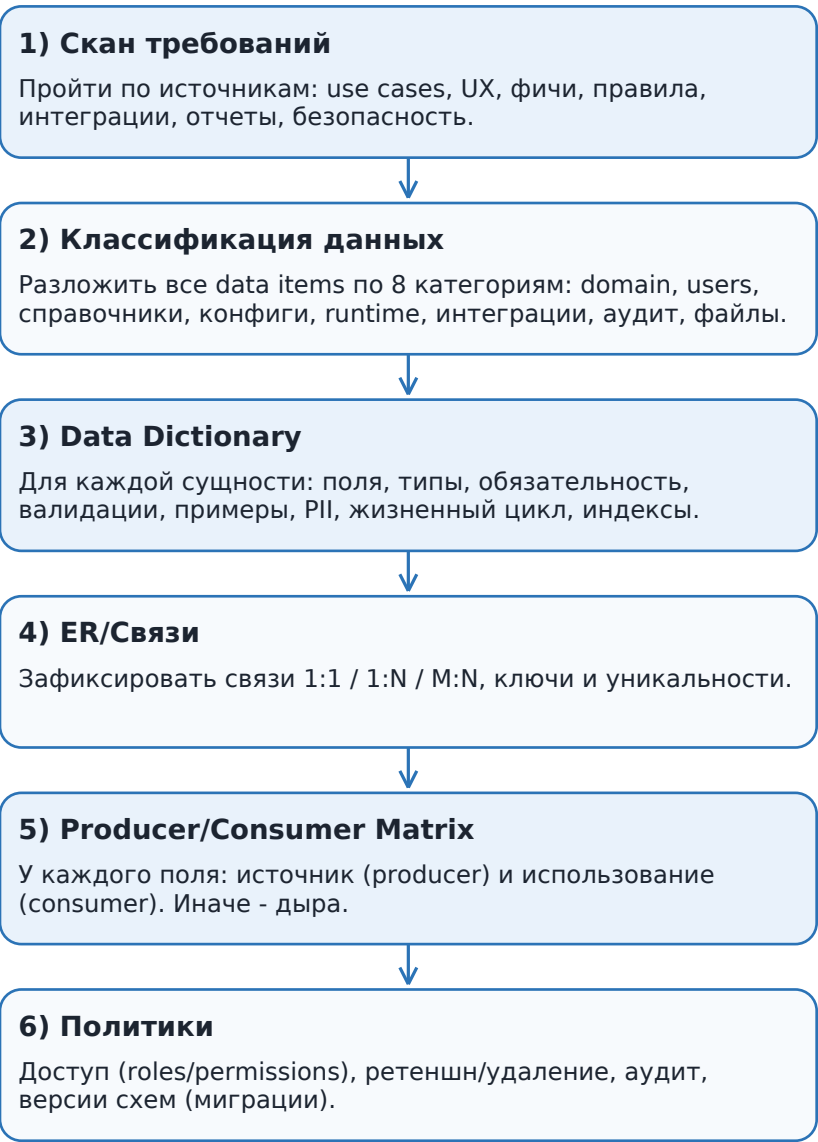 1) Скан требований
Пройти по источникам: use cases, UX, фичи, правила,
интеграции, отчеты, безопасность.
2) Классификация данных
Разложить все data items по 8 категориям: domain, users,
справочники, конфиги, runtime, интеграции, аудит, файлы.
3) Data Dictionary
Для каждой сущности: поля, типы, обязательность,
валидации, примеры, PII, жизненный цикл, индексы.
4) ER/Связи
Зафиксировать связи 1:1 / 1:N / M:N, ключи и уникальности.
5) Producer/Consumer Matrix
У каждого поля: источник (producer) и использование
(consumer). Иначе - дыра.
6) Политики
Доступ (roles/permissions), ретеншн/удаление, аудит,
версии схем (миграции).